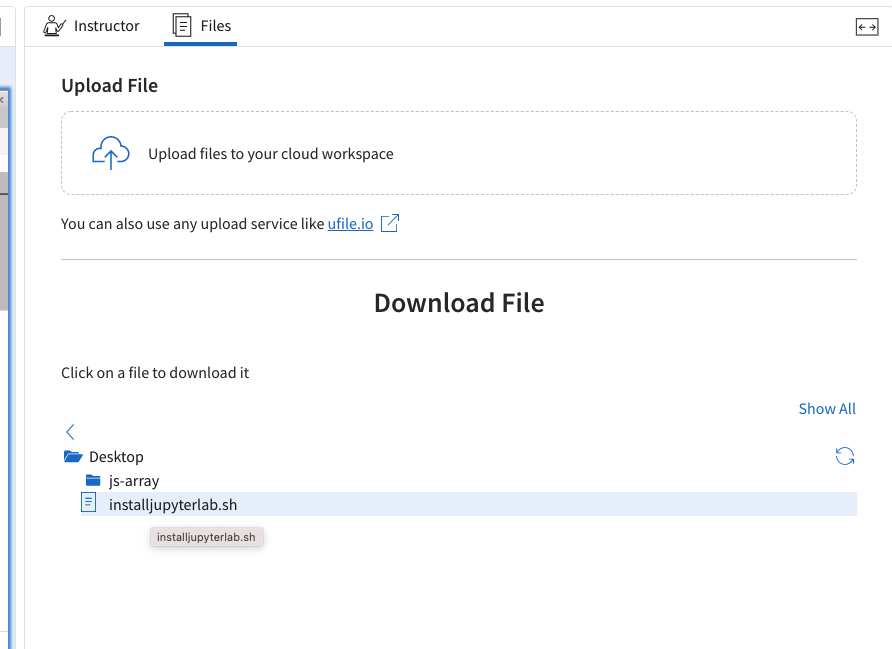 Instructor
Files
Upload File
Upload files to your cloud workspace
You can also use any upload service like ufile.io
Download File
Click on a file to download it
Show All
Desktop
js-array
installjupyterlab.sh
installjupyterlab.sh